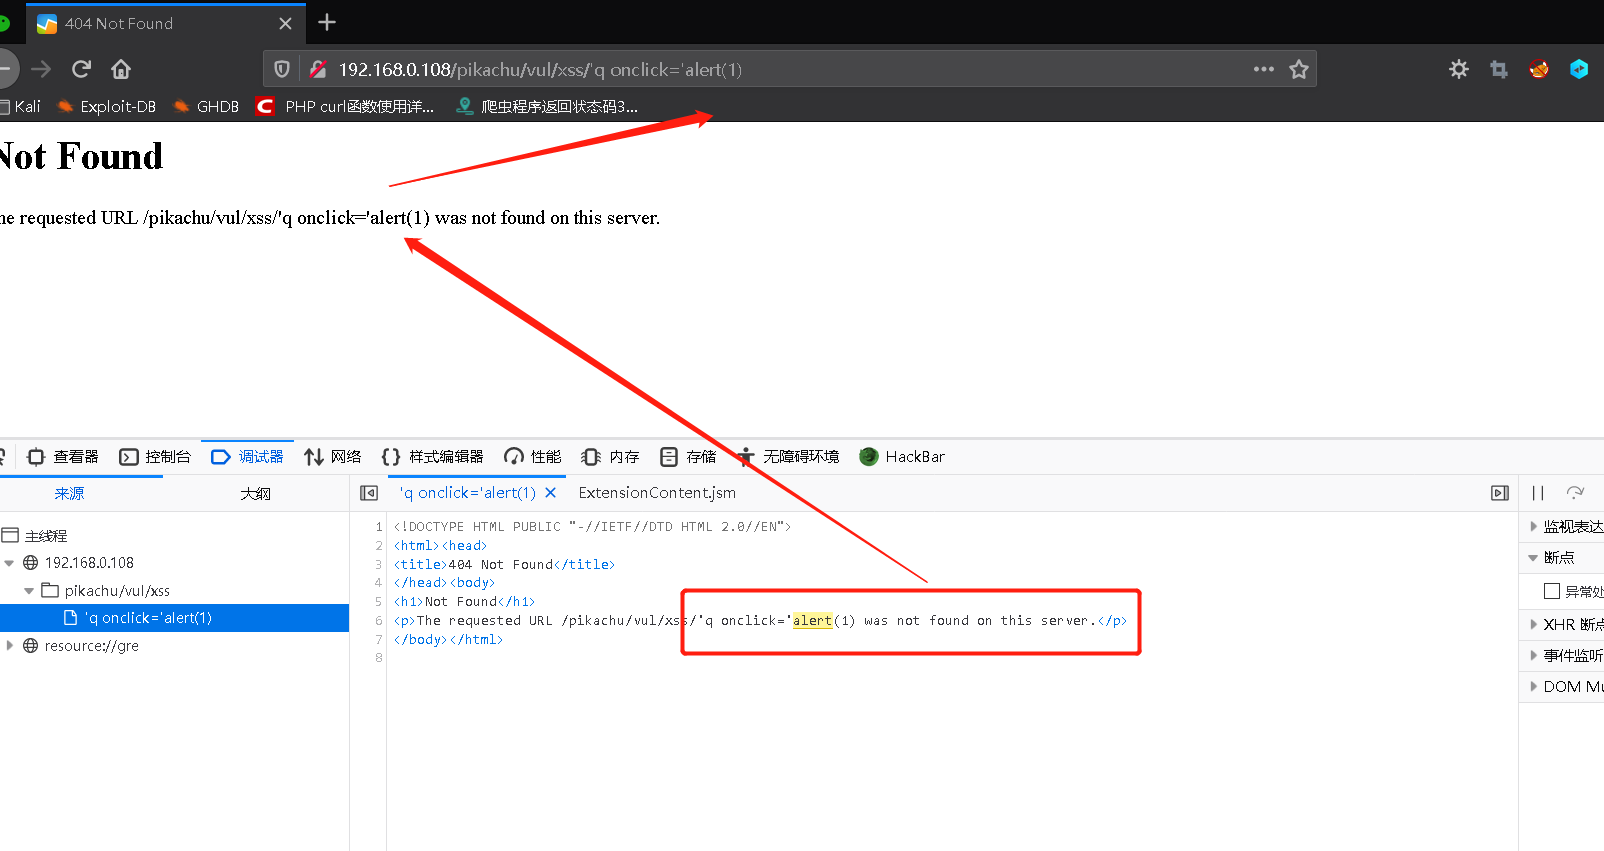 404 Not Found
192.168.0.108/pikachu/vul/xss/'q onclick='alert(1)
Kali Exploit-DB GHDB PHP curl函数使用详... 爬虫程序返回状态码3...
Not Found
he requested URL /pikachu/vul/xss/'q onclick='alert(1) was not found on this server.
查看器 控制台 调试器 网络 样式编辑器 性能 内存 存储 无障碍环境 HackBar
来源 大纲 'q onclick='alert(1) ExtensionContent.jsm
主线程
192.168.0.108
pikachu/vul/xss
'q onclick='alert(1)
resource://gre
1 <!DOCTYPE HTML PUBLIC "-//IETF//DTD HTML 2.0//EN">
2 <html><head>
3 <title>404 Not Found</title>
4 </head><body>
5 <h1>Not Found</h1>
6 <p>The requested URL /pikachu/vul/xss/'q onclick='alert(1) was not found on this server.</p>
7 </body></html>
8
监视表达
断点
异常处
XHR 断点
事件监听
DOM Mu